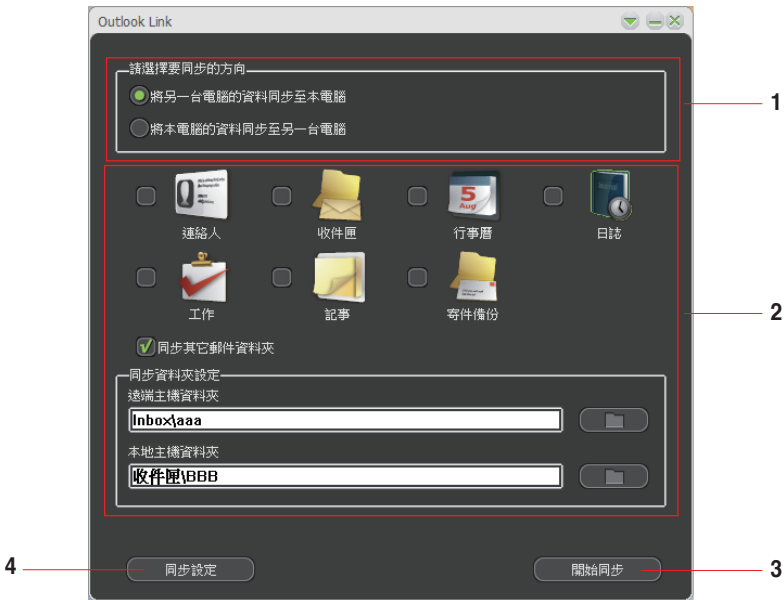 Outlook Link
請選擇要同步的方向
將另一台電腦的資料同步至本電腦
1
將本電腦的資料同步至另一台電腦
5
Aug
連絡人 收件匣 行事曆 日誌
工作 記事 寄件備份
2
同步其它郵件資料夾
同步資料夾設定
遠端主機資料夾
Inbox\aaa
本地主機資料夾
收件匣\BBB
4 同步設定 開始同步 3